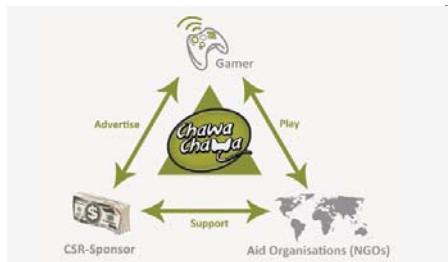 Gamer
Advertise
Play
Chawa
Chawa
Support
CSR-Sponsor
Aid Organisations (NGOs)